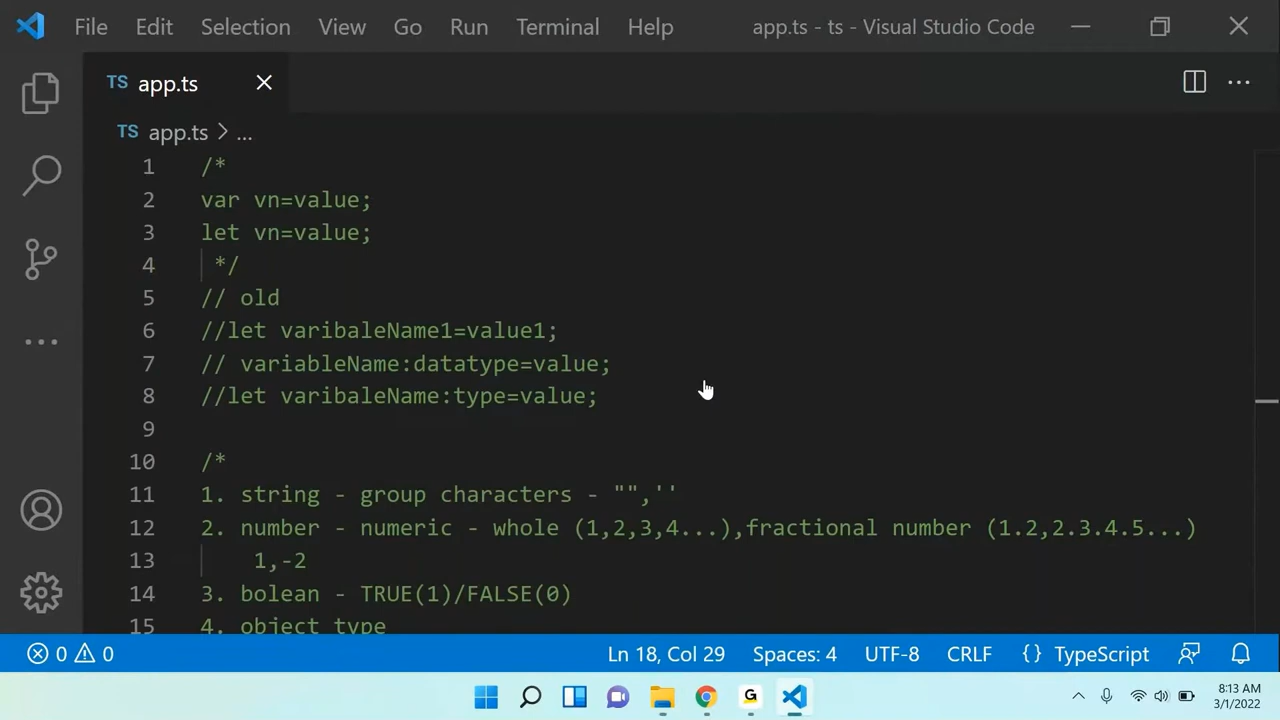 File Edit Selection View Go Run Terminal Help app.ts - ts - Visual Studio Code
TS app.ts
TS app.ts > ...
1 /*
2 var vn=value;
3 let vn=value;
4 */
5 // old
6 //let varibaleName1=value1;
7 // variableName:datatype=value;
8 //let varibaleName:type=value;
9
10 /*
11 1. string - group characters - "",''
12 2. number - numeric - whole (1,2,3,4...),fractional number (1.2,2.3.4.5...)
13 1,-2
14 3. bolean - TRUE(1)/FALSE(0)
15 4. object type
0 0 Ln 18, Col 29 Spaces: 4 UTF-8 CRLF {} TypeScript
G
8:13 AM
3/1/2022